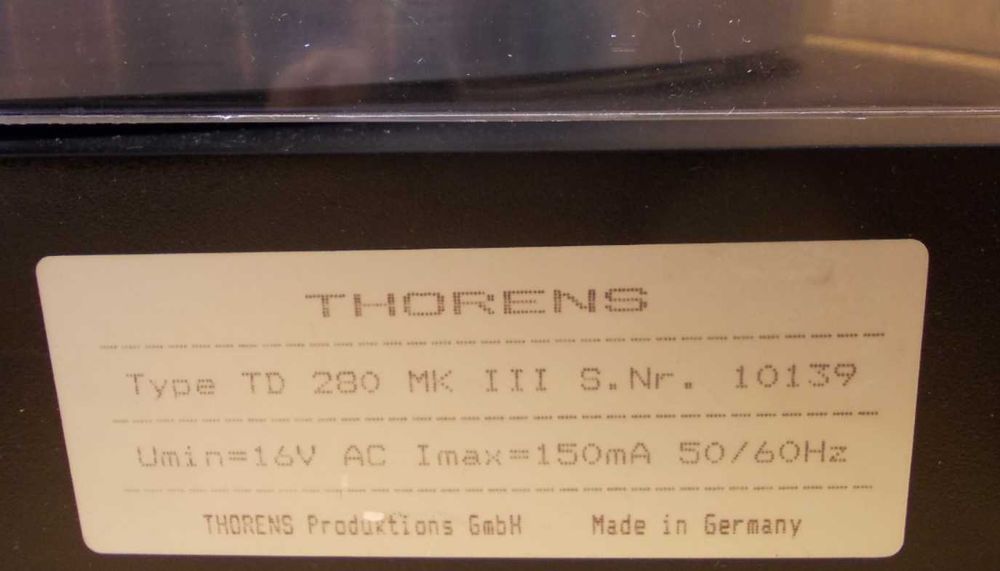 THORENS
Type TD 280 MK III S.Nr. 10139
Umin=16V AC Imax=150mA 50/60Hz
THORENS Produktions GmbH Made in Germany